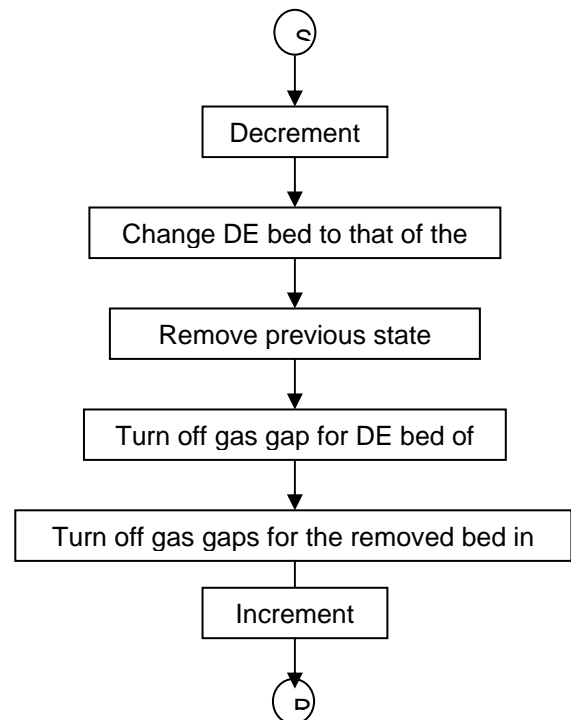 Decrement
Change DE bed to that of the
Remove previous state
Turn off gas gap for DE bed of
Turn off gas gaps for the removed bed in
Increment